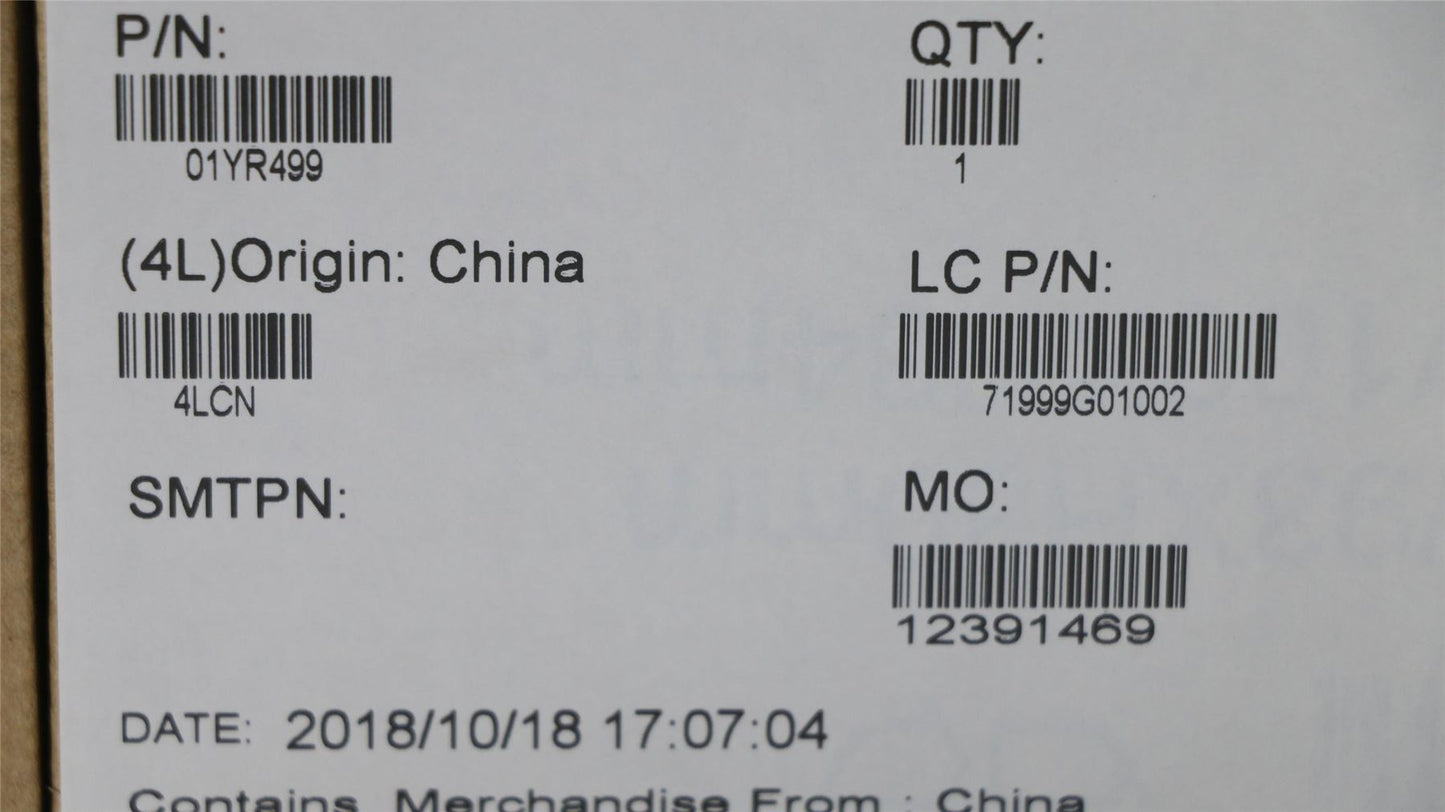 P/N:
QTY:
01YR499
1
(4L)Origin: China
LC P/N:
4LCN
71999G01002
SMTPN:
MO:
12391469
DATE: 2018/10/18 17:07:04
Contains Merchandise From : China